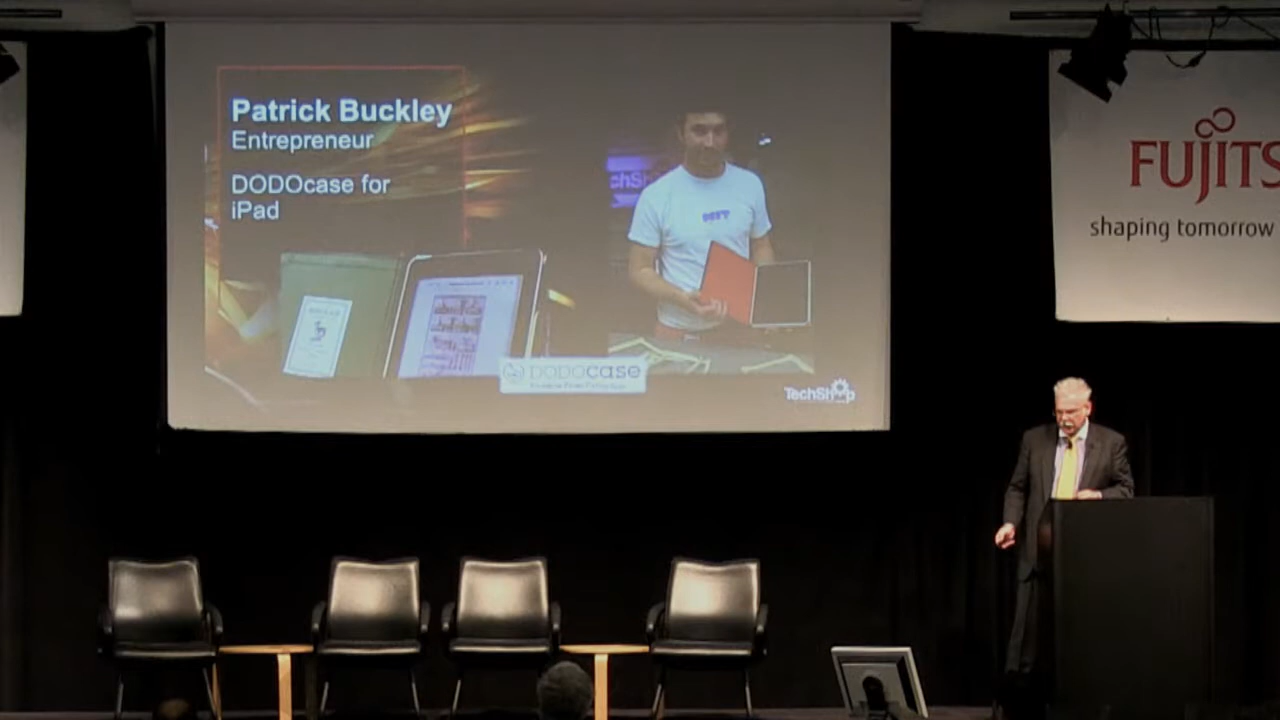 Patrick Buckley
Entrepreneur
DODOcase for
iPad
DODOcase
TechShop
FUJITS
shaping tomorrow